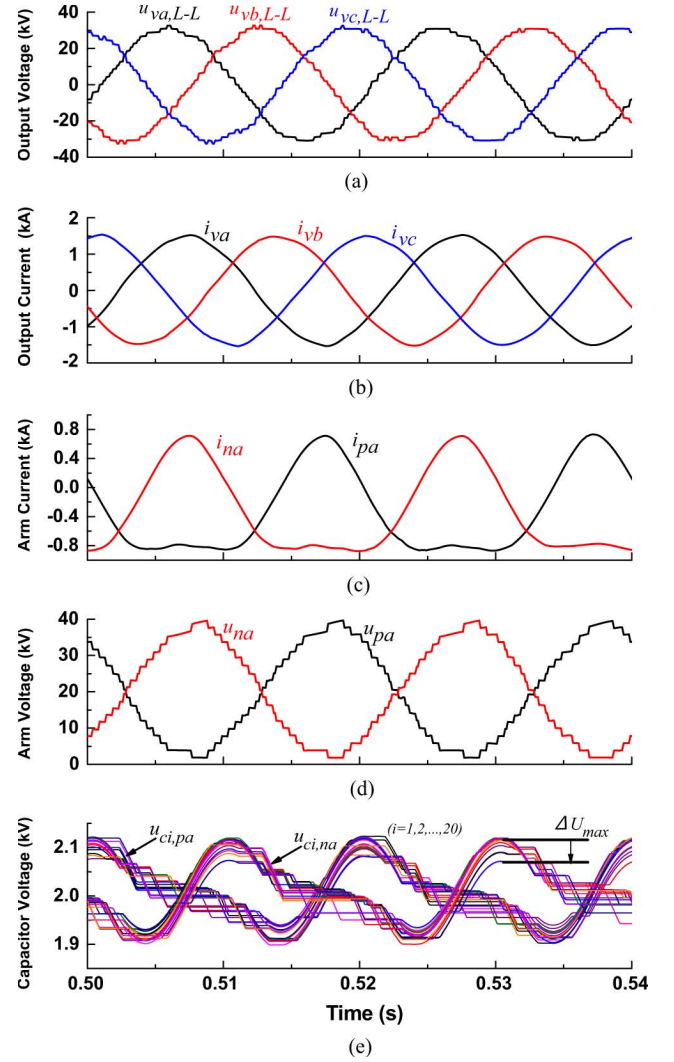 u_va,L-L u_vb,L-L u_vc,L-L
40
20
0
-20
-40
Output Voltage (kV)
(a)
2
1
0
-1
-2
Output Current (kA)
i_va i_vb i_vc
(b)
0.8
0.4
0.0
-0.4
-0.8
Arm Current (kA)
i_na i_pa
(c)
40
30
20
10
0
Arm Voltage (kV)
u_na u_pa
(d)
2.1
2.0
1.9
Capacitor Voltage (kV)
u_ci,pa u_ci,na (i=1,2,...,20) ΔU_max
0.50 0.51 0.52 0.53 0.54
Time (s)
(e)